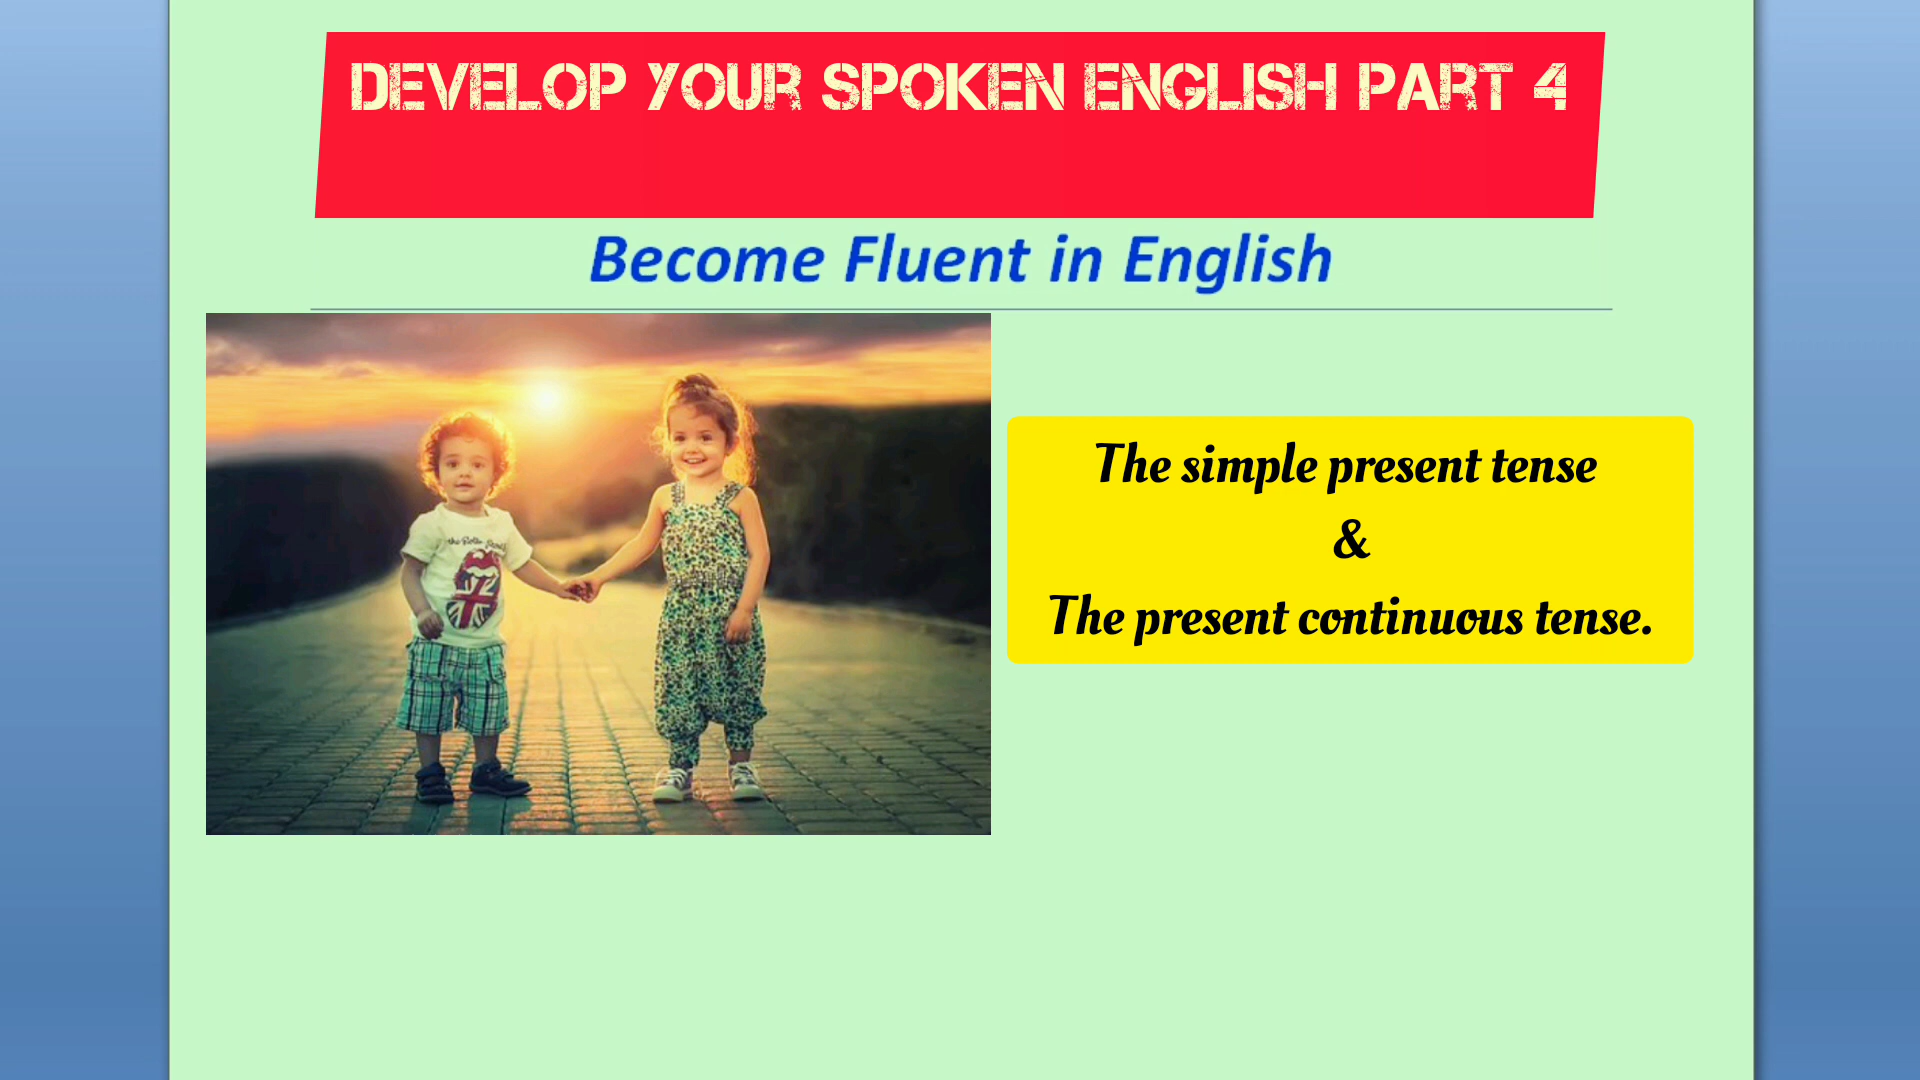 DEVELOP YOUR SPOKEN ENGLISH PART 4
Become Fluent in English
The simple present tense
&
The present continuous tense.